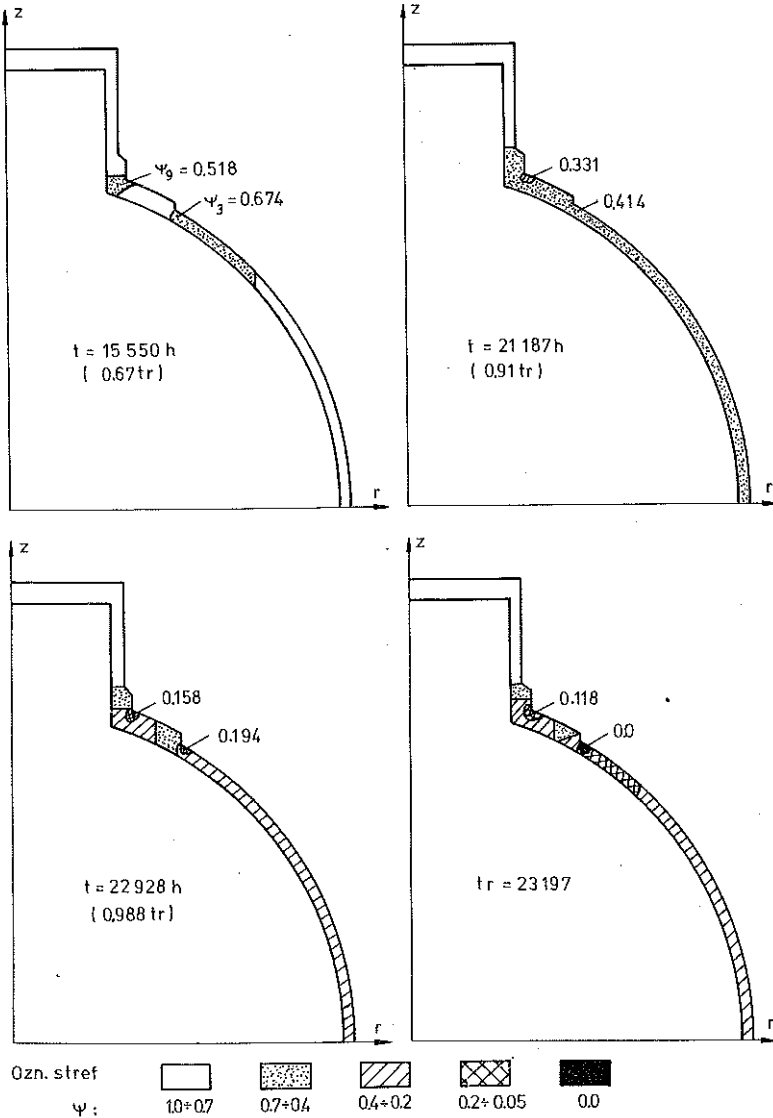 z
Ψ9 = 0.518
Ψ3 = 0.674
t = 15 550 h
( 0.67 tr )
r
z
0.331
0.414
t = 21 187 h
( 0.91 tr )
r
z
0.158
0.194
t = 22 928 h
( 0.988 tr )
r
z
0.118
0.0
tr = 23 197
r
Ozn. stref
Ψ : 1.0÷0.7 0.7÷0.4 0.4÷0.2 0.2÷0.05 0.0